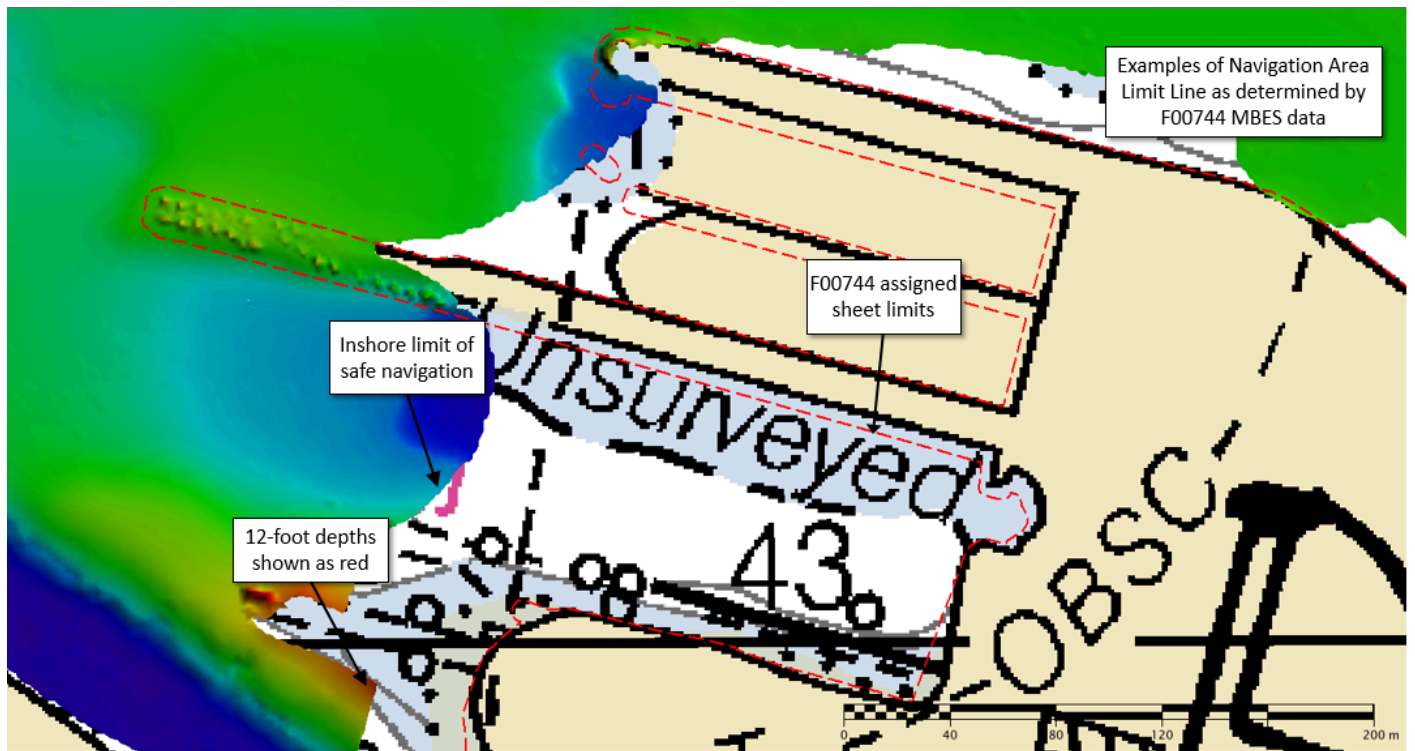 Examples of Navigation Area
Limit Line as determined by
F00744 MBES data
F00744 assigned
sheet limits
Inshore limit of
safe navigation
Unsurveyed
12-foot depths
shown as red
43
OBSC
0 40 80 120 200 m